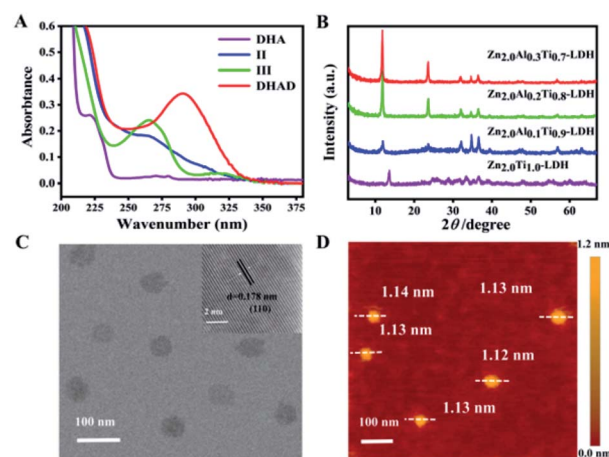 A
0.6
0.5
0.4
0.3
0.2
0.1
0.0
Absorbtance
DHA
II
III
DHAD
200 225 250 275 300 325 350 375
Wavenumber (nm)
B
Intensity (a.u.)
Zn2.0Al0.3Ti0.7-LDH
Zn2.0Al0.2Ti0.8-LDH
Zn2.0Al0.1Ti0.9-LDH
Zn2.0Ti1.0-LDH
10 20 30 40 50 60
2θ/degree
C
2 nm
d=0.178 nm
(110)
100 nm
D
1.14 nm
1.13 nm
1.13 nm
1.12 nm
1.13 nm
100 nm
1.2 nm
0.0 nm